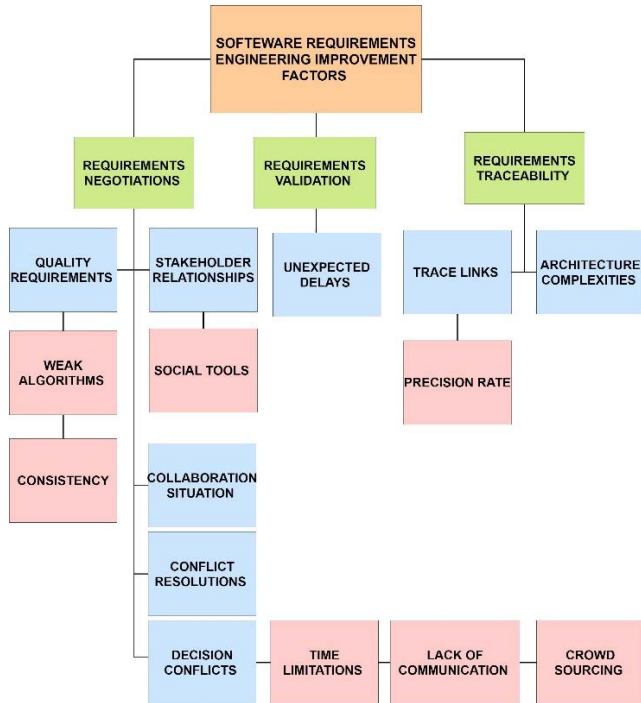 SOFTEWARE REQUIREMENTS
ENGINEERING IMPROVEMENT
FACTORS
REQUIREMENTS
NEGOTIATIONS
REQUIREMENTS
VALIDATION
REQUIREMENTS
TRACEABILITY
QUALITY
REQUIREMENTS
STAKEHOLDER
RELATIONSHIPS
UNEXPECTED
DELAYS
TRACE LINKS
ARCHITECTURE
COMPLEXITIES
WEAK
ALGORITHMS
SOCIAL TOOLS
PRECISION RATE
CONSISTENCY
COLLABORATION
SITUATION
CONFLICT
RESOLUTIONS
DECISION
CONFLICTS
TIME
LIMITATIONS
LACK OF
COMMUNICATION
CROWD
SOURCING